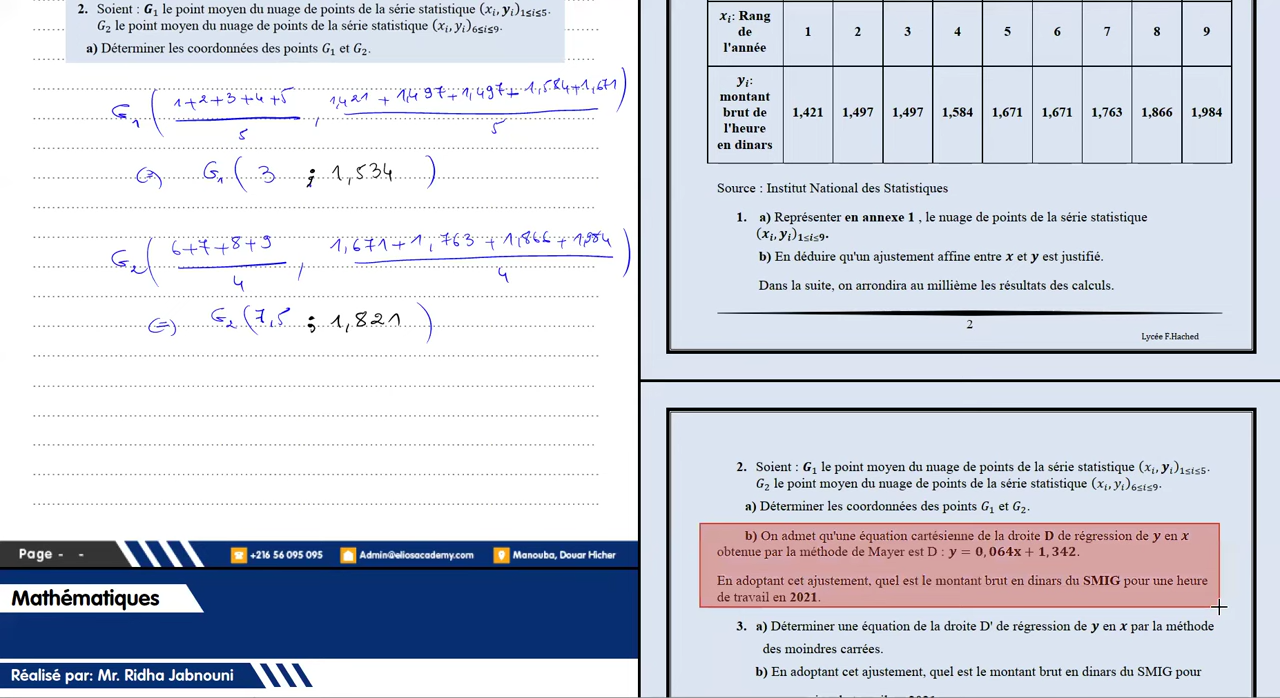 2. Soient : G₁ le point moyen du nuage de points de la série statistique (xᵢ, yᵢ)₁≤ᵢ≤₅.
G₂ le point moyen du nuage de points de la série statistique (xᵢ, yᵢ)₆≤ᵢ≤₉.
a) Déterminer les coordonnées des points G₁ et G₂.
G₁ ( (1+2+3+4+5)/5 , (1,421+1,497+1,497+1,584+1,671)/5 )
(=) G₁ ( 3 ; 1,534 )
G₂ ( (6+7+8+9)/4 , (1,671+1,763+1,866+1,984)/4 )
(=) G₂ (7,5 ; 1,821 )
Page - -
+216 56 095 095
Admin@eliosacademy.com
Manouba, Douar Hicher
Mathématiques
Réalisé par: Mr. Ridha Jabnouni
xᵢ: Rang de l'année 1 2 3 4 5 6 7 8 9
yᵢ: montant brut de l'heure en dinars 1,421 1,497 1,497 1,584 1,671 1,671 1,763 1,866 1,984
Source : Institut National des Statistiques
1. a) Représenter en annexe 1 , le nuage de points de la série statistique
(xᵢ, yᵢ)₁≤ᵢ≤₉.
b) En déduire qu'un ajustement affine entre x et y est justifié.
Dans la suite, on arrondira au millième les résultats des calculs.
2
Lycée F.Hached
2. Soient : G₁ le point moyen du nuage de points de la série statistique (xᵢ, yᵢ)₁≤ᵢ≤₅.
G₂ le point moyen du nuage de points de la série statistique (xᵢ, yᵢ)₆≤ᵢ≤₉.
a) Déterminer les coordonnées des points G₁ et G₂.
b) On admet qu'une équation cartésienne de la droite D de régression de y en x
obtenue par la méthode de Mayer est D : y = 0,064x + 1,342.
En adoptant cet ajustement, quel est le montant brut en dinars du SMIG pour une heure
de travail en 2021.
3. a) Déterminer une équation de la droite D' de régression de y en x par la méthode
des moindres carrées.
b) En adoptant cet ajustement, quel est le montant brut en dinars du SMIG pour